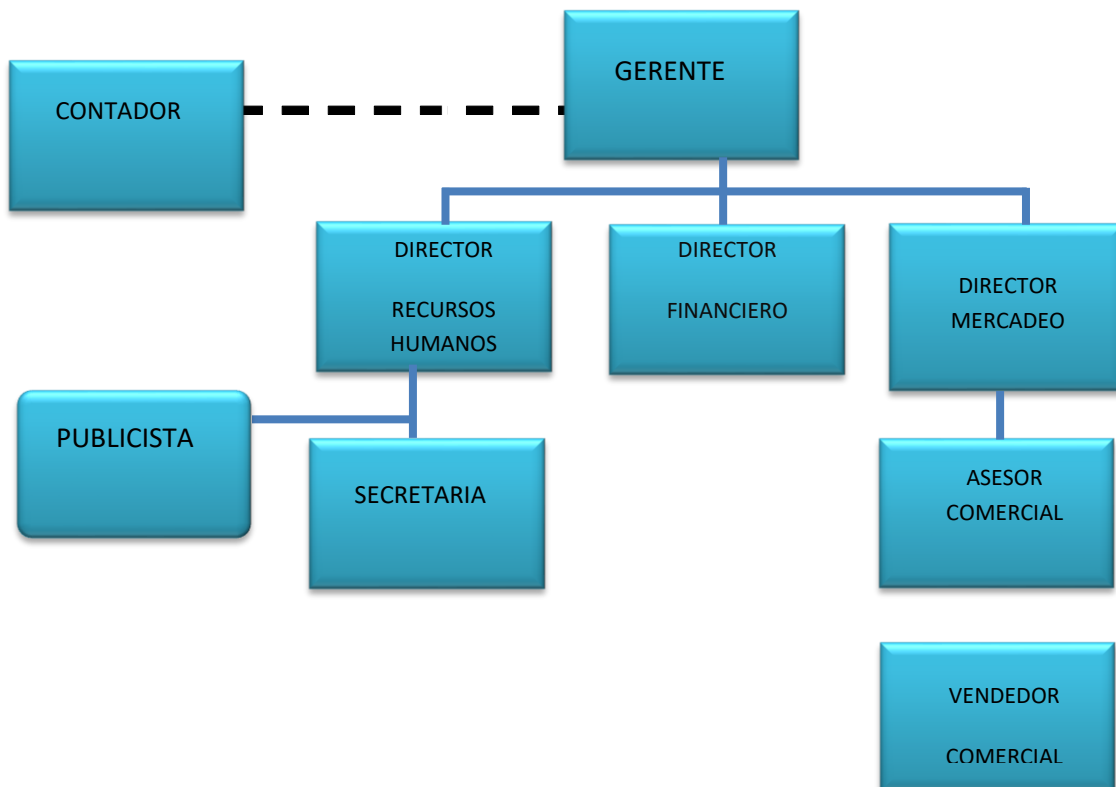 GERENTE
CONTADOR
DIRECTOR
RECURSOS
HUMANOS
DIRECTOR
FINANCIERO
DIRECTOR
MERCADEO
PUBLICISTA
SECRETARIA
ASESOR
COMERCIAL
VENDEDOR
COMERCIAL